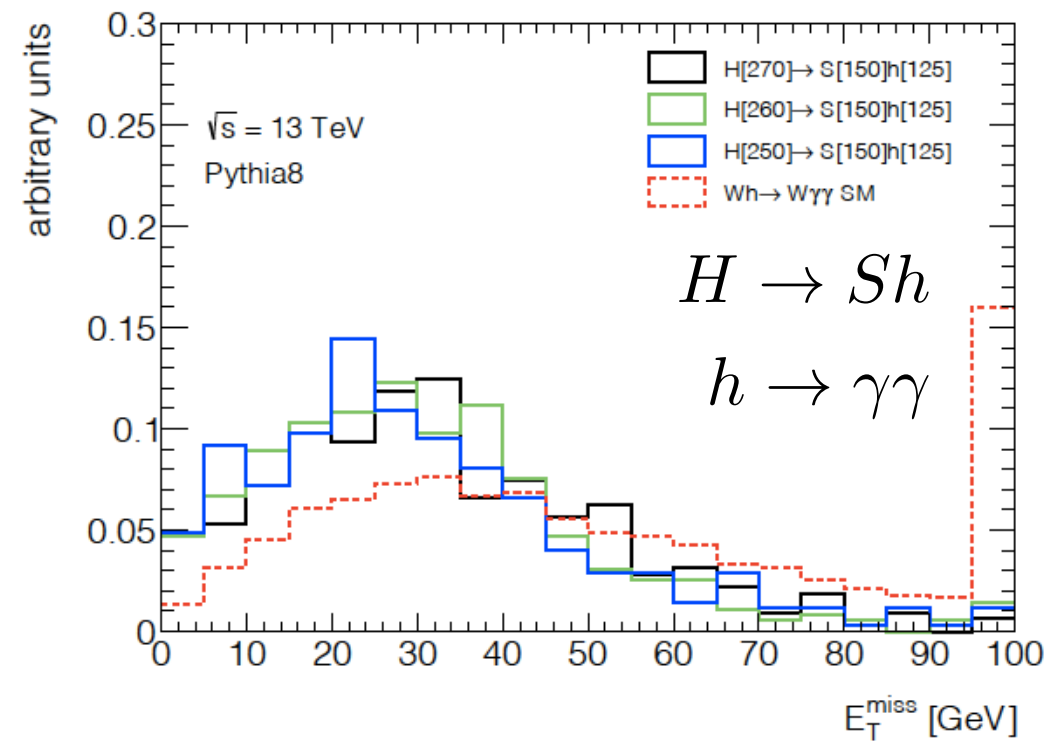 arbitrary units
0.3
0.25
0.2
0.15
0.1
0.05
0
√s = 13 TeV
Pythia8
H[270]→ S[150]h[125]
H[260]→ S[150]h[125]
H[250]→ S[150]h[125]
Wh→ Wγγ SM
H → Sh
h → γγ
0 10 20 30 40 50 60 70 80 90 100
E_T^miss [GeV]